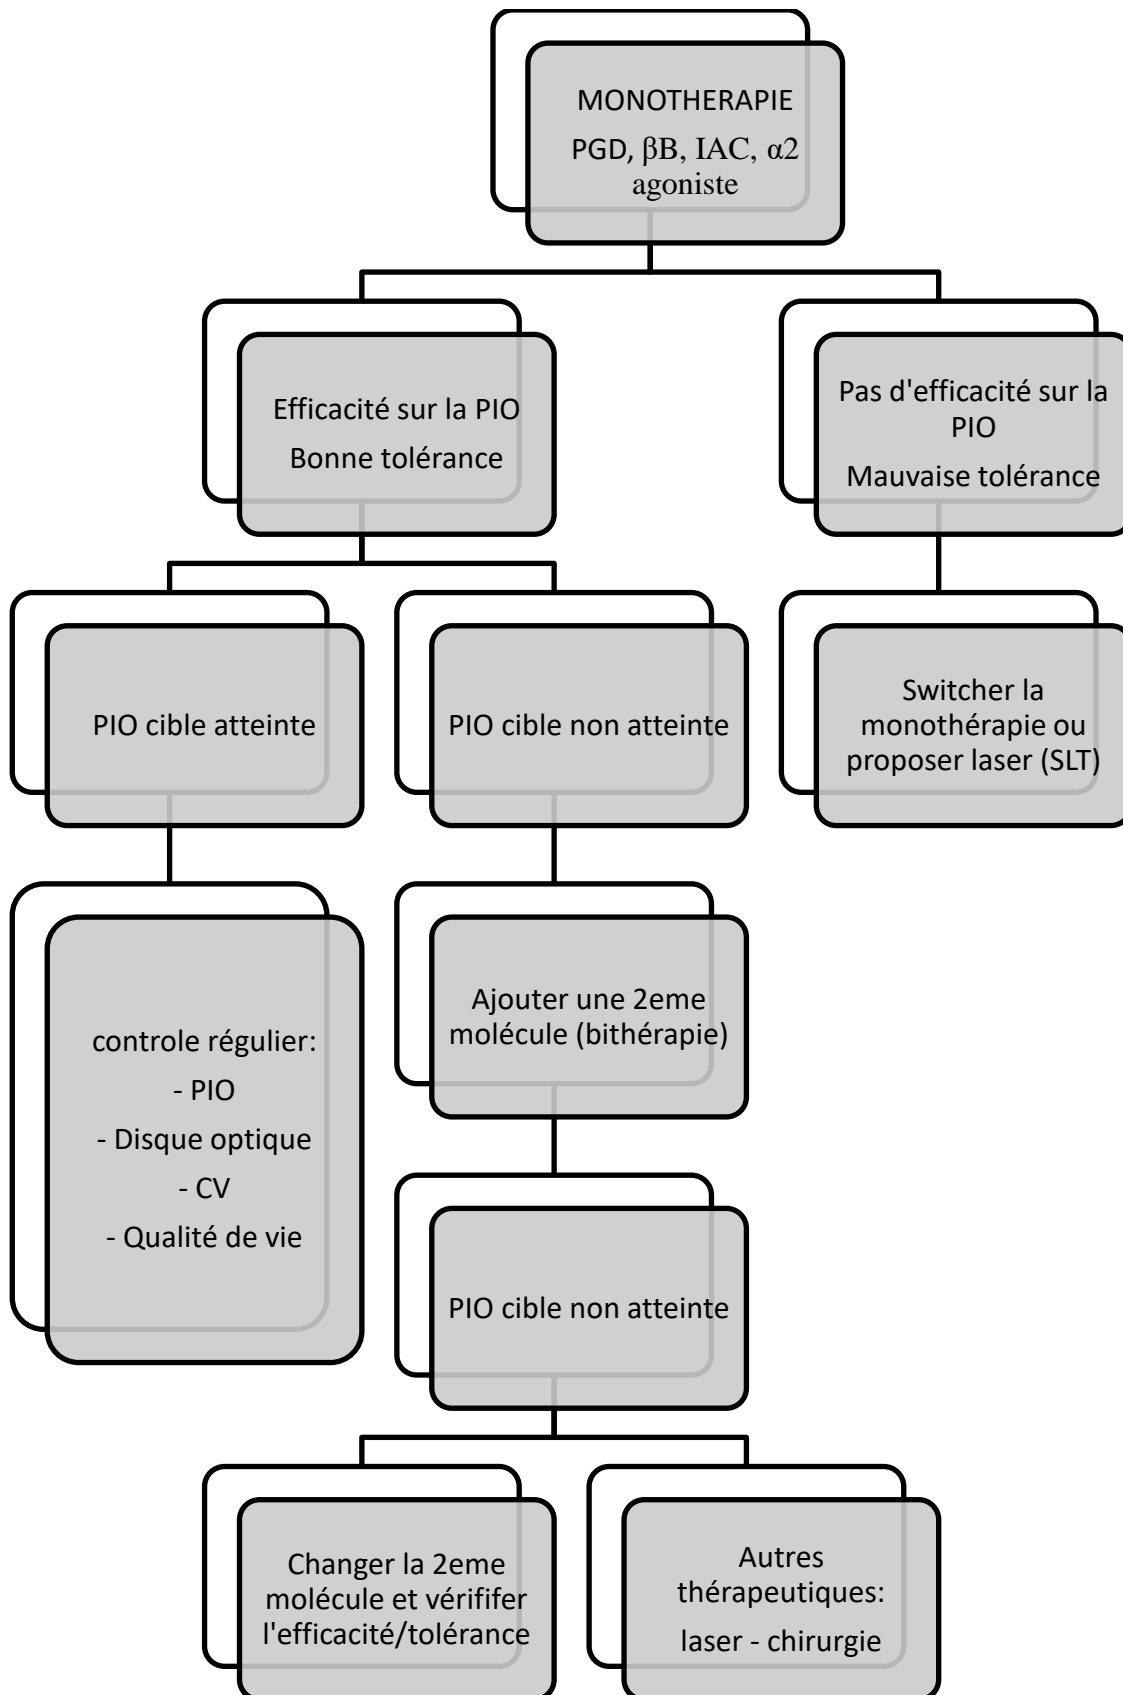 MONOTHERAPIE
PGD, βB, IAC, α2
agoniste
Efficacité sur la PIO
Bonne tolérance
Pas d'efficacité sur la
PIO
Mauvaise tolérance
PIO cible atteinte
PIO cible non atteinte
Switcher la
monothérapie ou
proposer laser (SLT)
controle régulier:
- PIO
- Disque optique
- CV
- Qualité de vie
Ajouter une 2eme
molécule (bithérapie)
PIO cible non atteinte
Changer la 2eme
molécule et vérififer
l'efficacité/tolérance
Autres
thérapeutiques:
laser - chirurgie